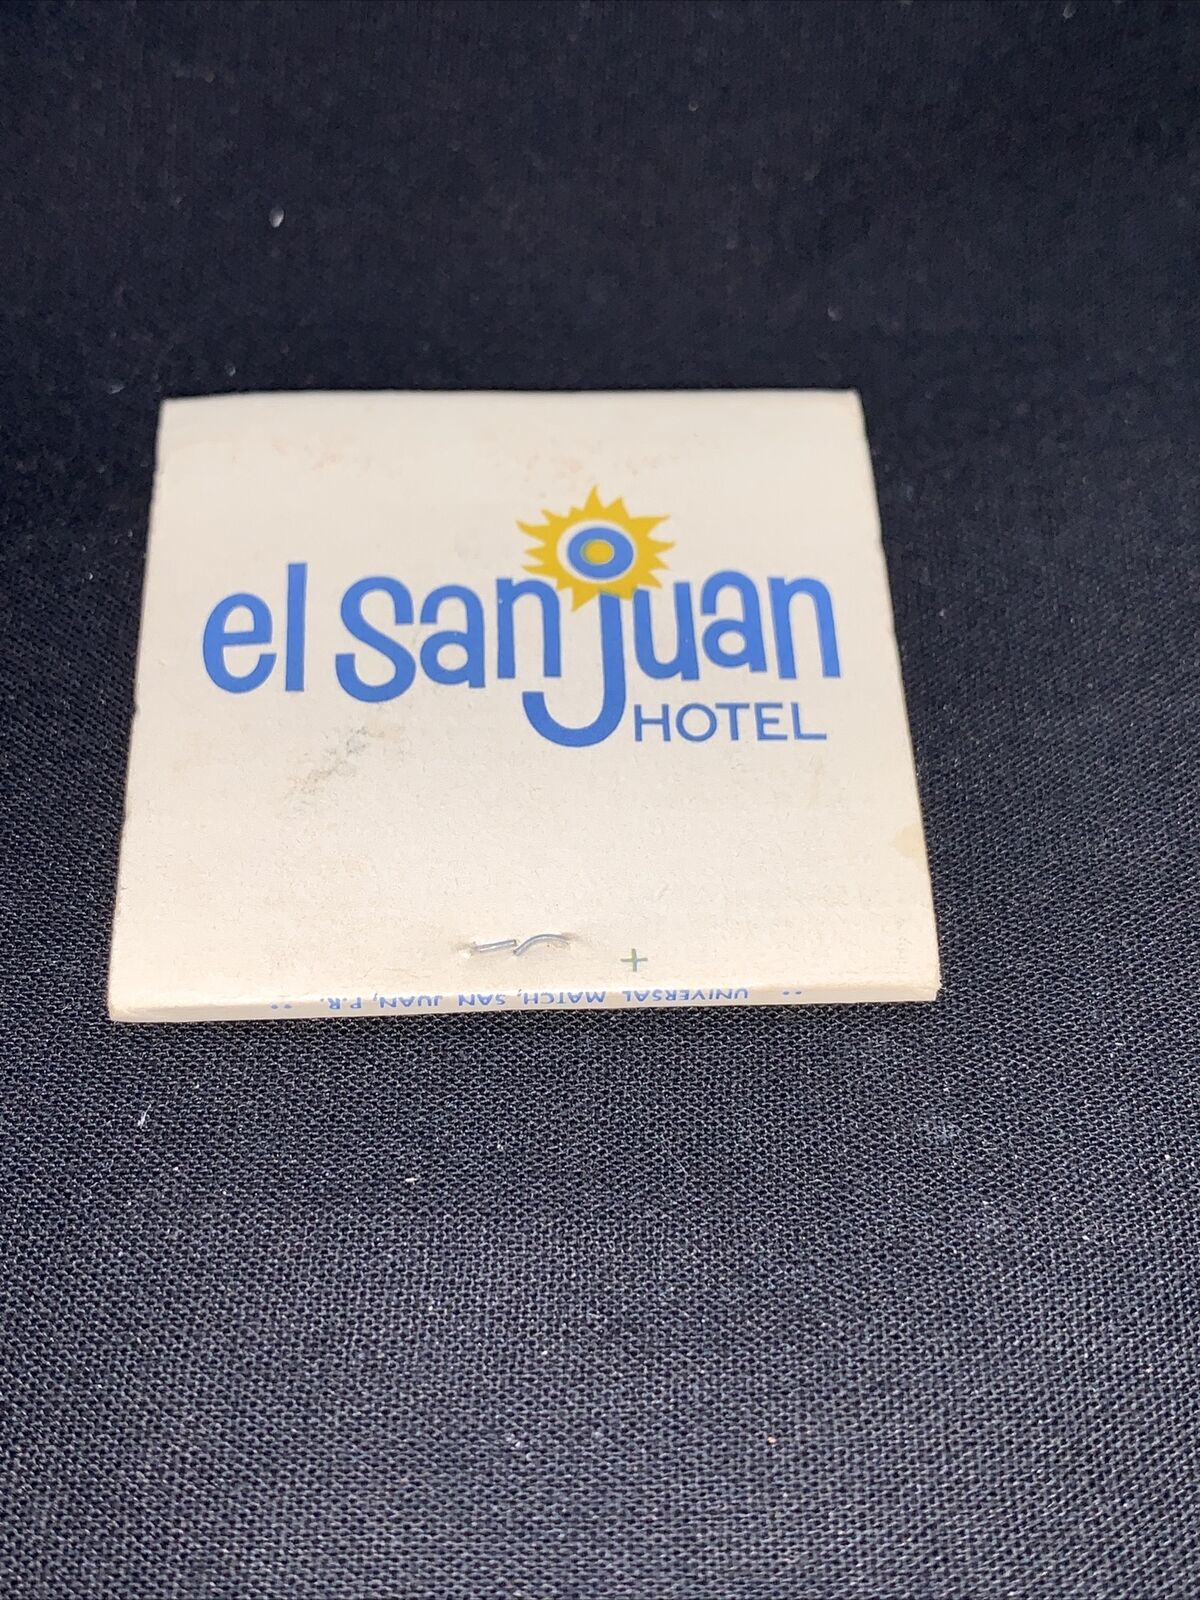 el San Juan
HOTEL
UNIVERSAL MATCH, SAN JUAN, P.R.